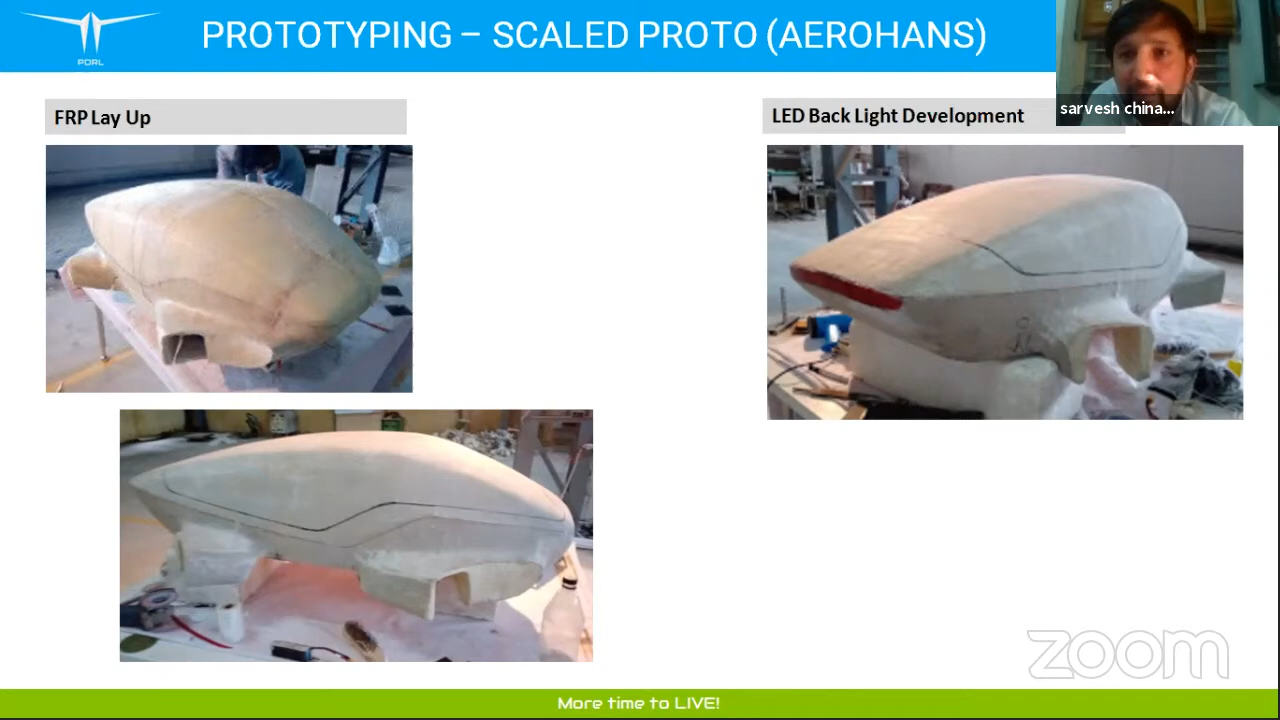 PROTOTYPING – SCALED PROTO (AEROHANS)
PDRL
sarvesh china...
FRP Lay Up
LED Back Light Development
zoom
More time to LIVE!